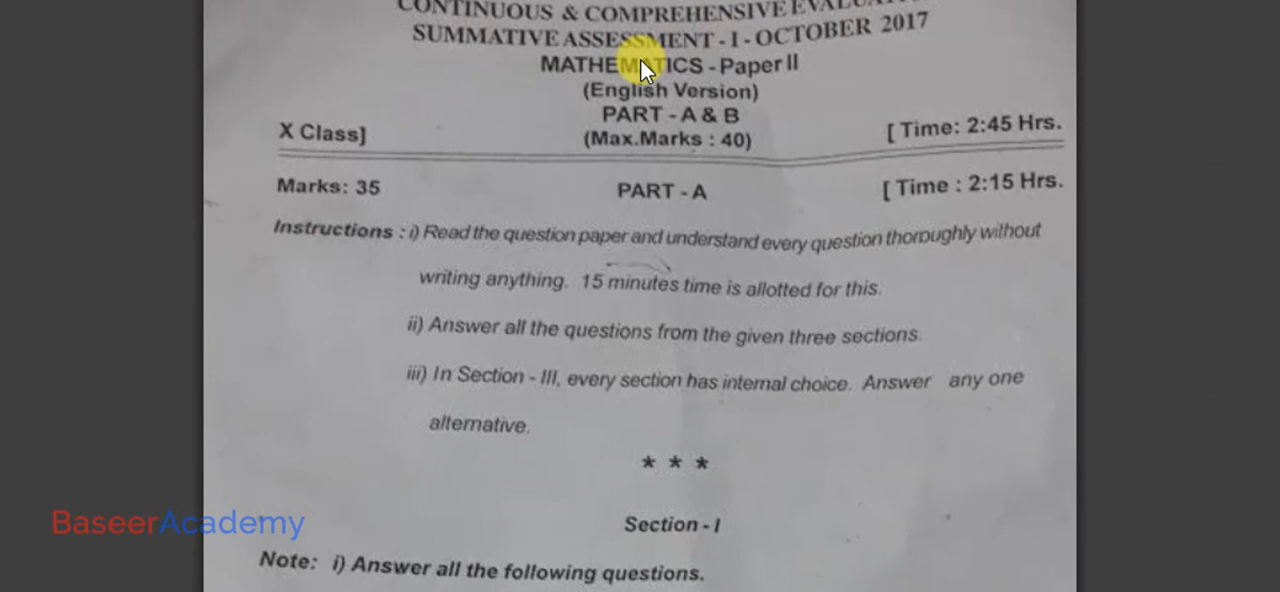 CONTINUOUS & COMPREHENSIVE
SUMMATIVE ASSESSMENT - I - OCTOBER 2017
MATHEMATICS - Paper II
(English Version)
PART - A & B
X Class]
(Max.Marks : 40)
[ Time: 2:45 Hrs.
Marks: 35
PART - A
[ Time : 2:15 Hrs.
Instructions : i) Read the question paper and understand every question thoroughly without
writing anything. 15 minutes time is allotted for this.
ii) Answer all the questions from the given three sections.
iii) In Section - III, every section has internal choice. Answer any one
alternative.
* * *
BaseerAcademy
Section - I
Note: i) Answer all the following questions.